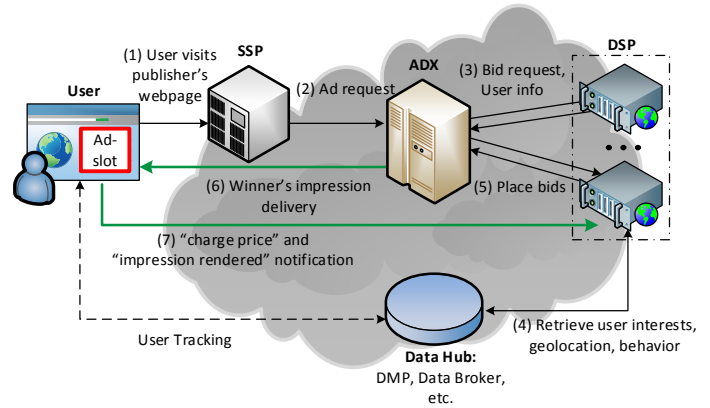 (1) User visits
publisher's
webpage
SSP
ADX
DSP
User
(2) Ad request
(3) Bid request,
User info
Ad-
slot
• • •
(6) Winner's impression
delivery
(5) Place bids
(7) “charge price” and
“impression rendered” notification
User Tracking
(4) Retrieve user interests,
geolocation, behavior
Data Hub:
DMP, Data Broker,
etc.